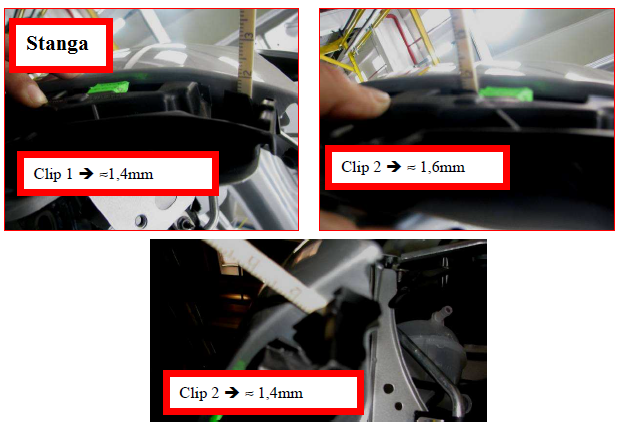 Stanga
Clip 1 ➔ ≈1,4mm
Clip 2 ➔ ≈ 1,6mm
Clip 2 ➔ ≈ 1,4mm